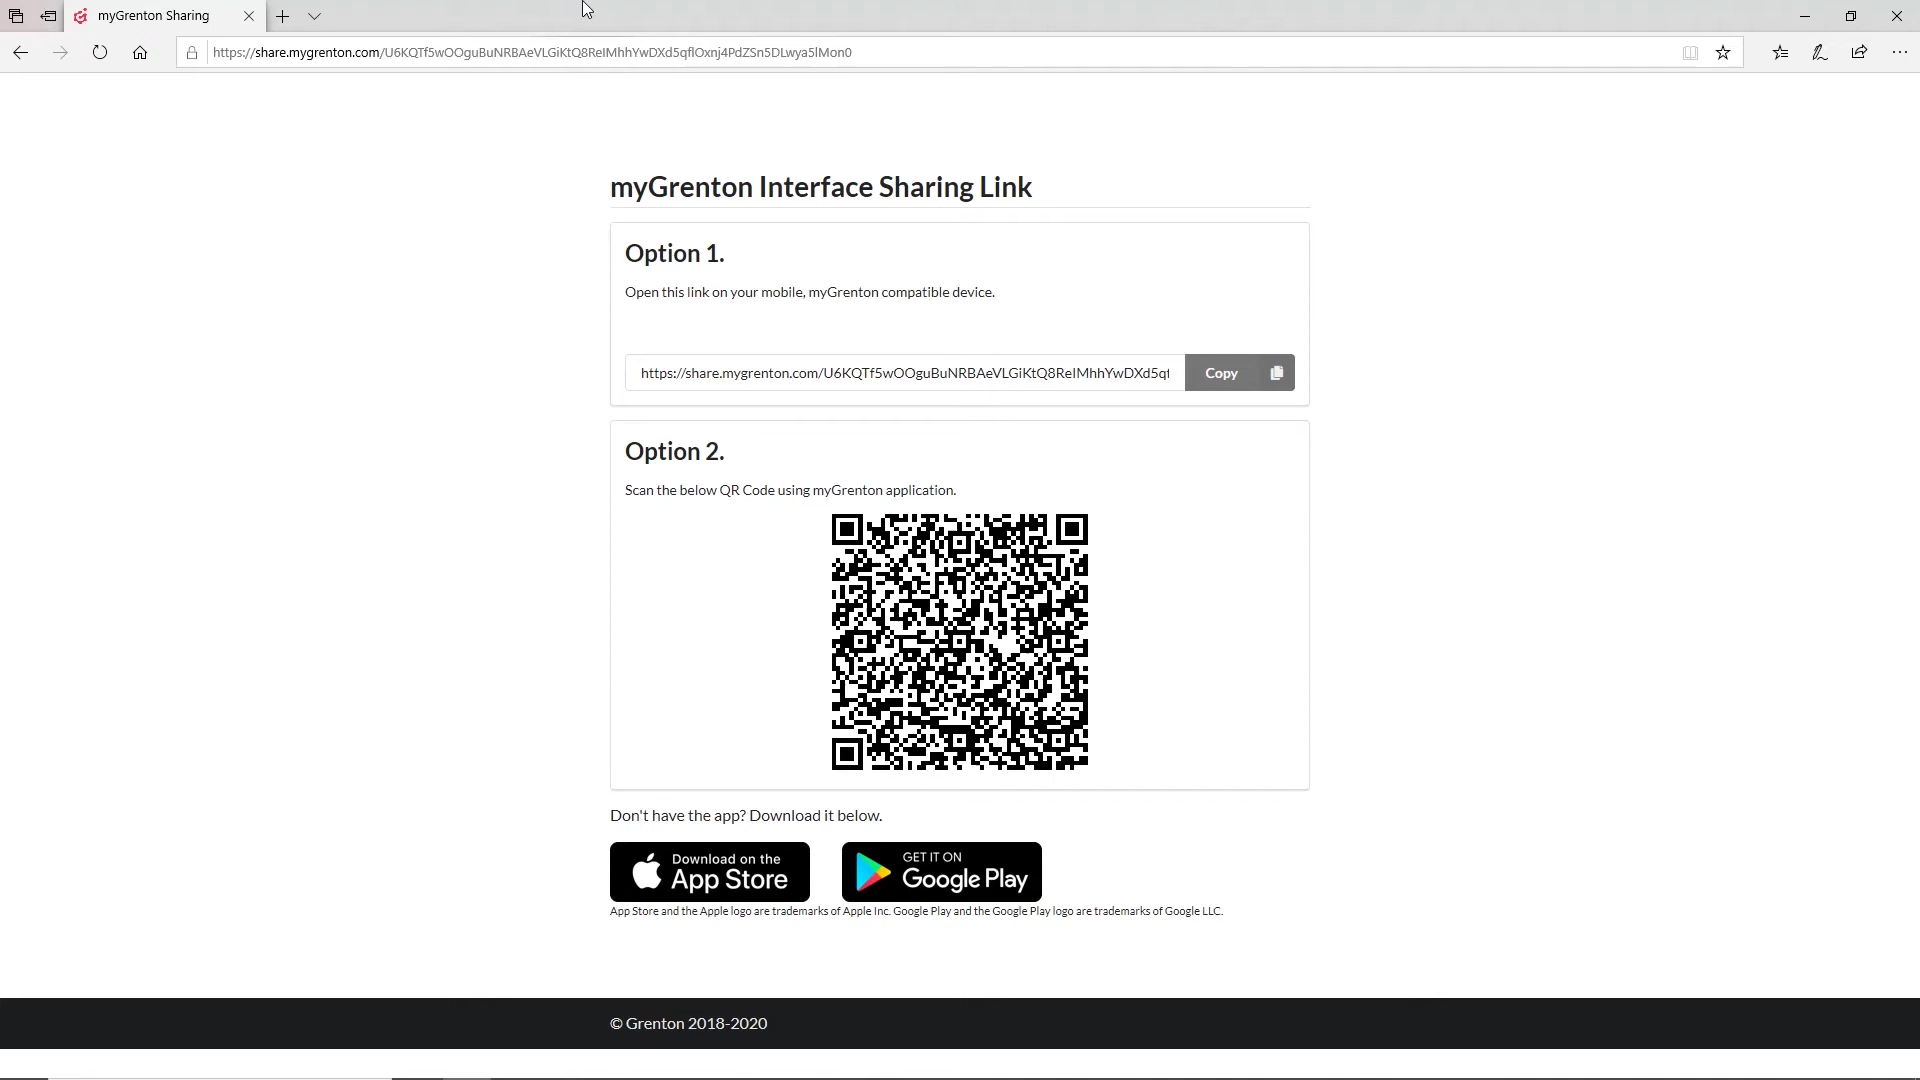 myGrenton Sharing
https://share.mygrenton.com/U6KQTf5wOOguBuNRBAeVLGiKtQ8ReIMhhYwDXd5qflOxnj4PdZSn5DLwya5lMon0
myGrenton Interface Sharing Link
Option 1.
Open this link on your mobile, myGrenton compatible device.
https://share.mygrenton.com/U6KQTf5wOOguBuNRBAeVLGiKtQ8ReIMhhYwDXd5qf
Copy
Option 2.
Scan the below QR Code using myGrenton application.
Don't have the app? Download it below.
Download on the
App Store
GET IT ON
Google Play
App Store and the Apple logo are trademarks of Apple Inc. Google Play and the Google Play logo are trademarks of Google LLC.
© Grenton 2018-2020